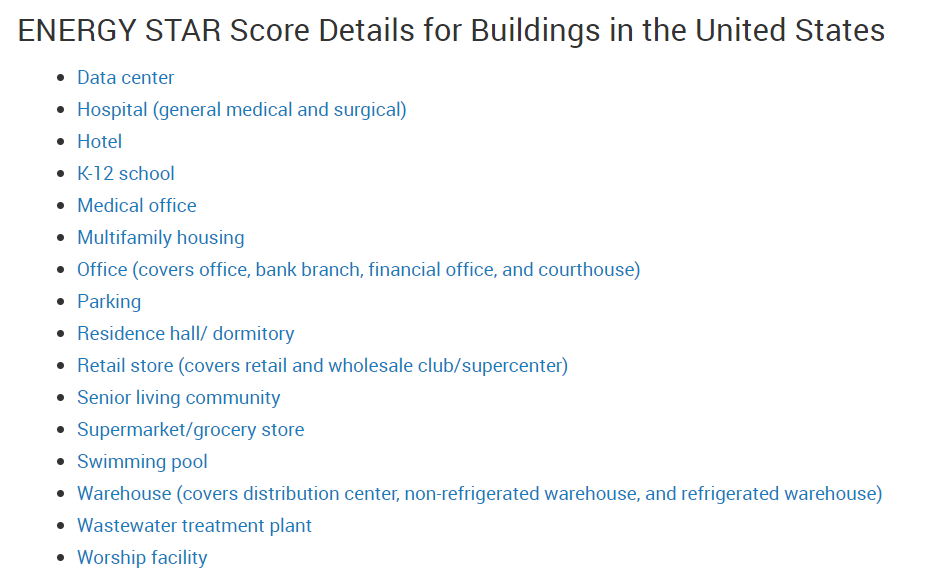 ENERGY STAR Score Details for Buildings in the United States
Data center
Hospital (general medical and surgical)
Hotel
K-12 school
Medical office
Multifamily housing
Office (covers office, bank branch, financial office, and courthouse)
Parking
Residence hall/ dormitory
Retail store (covers retail and wholesale club/supercenter)
Senior living community
Supermarket/grocery store
Swimming pool
Warehouse (covers distribution center, non-refrigerated warehouse, and refrigerated warehouse)
Wastewater treatment plant
Worship facility